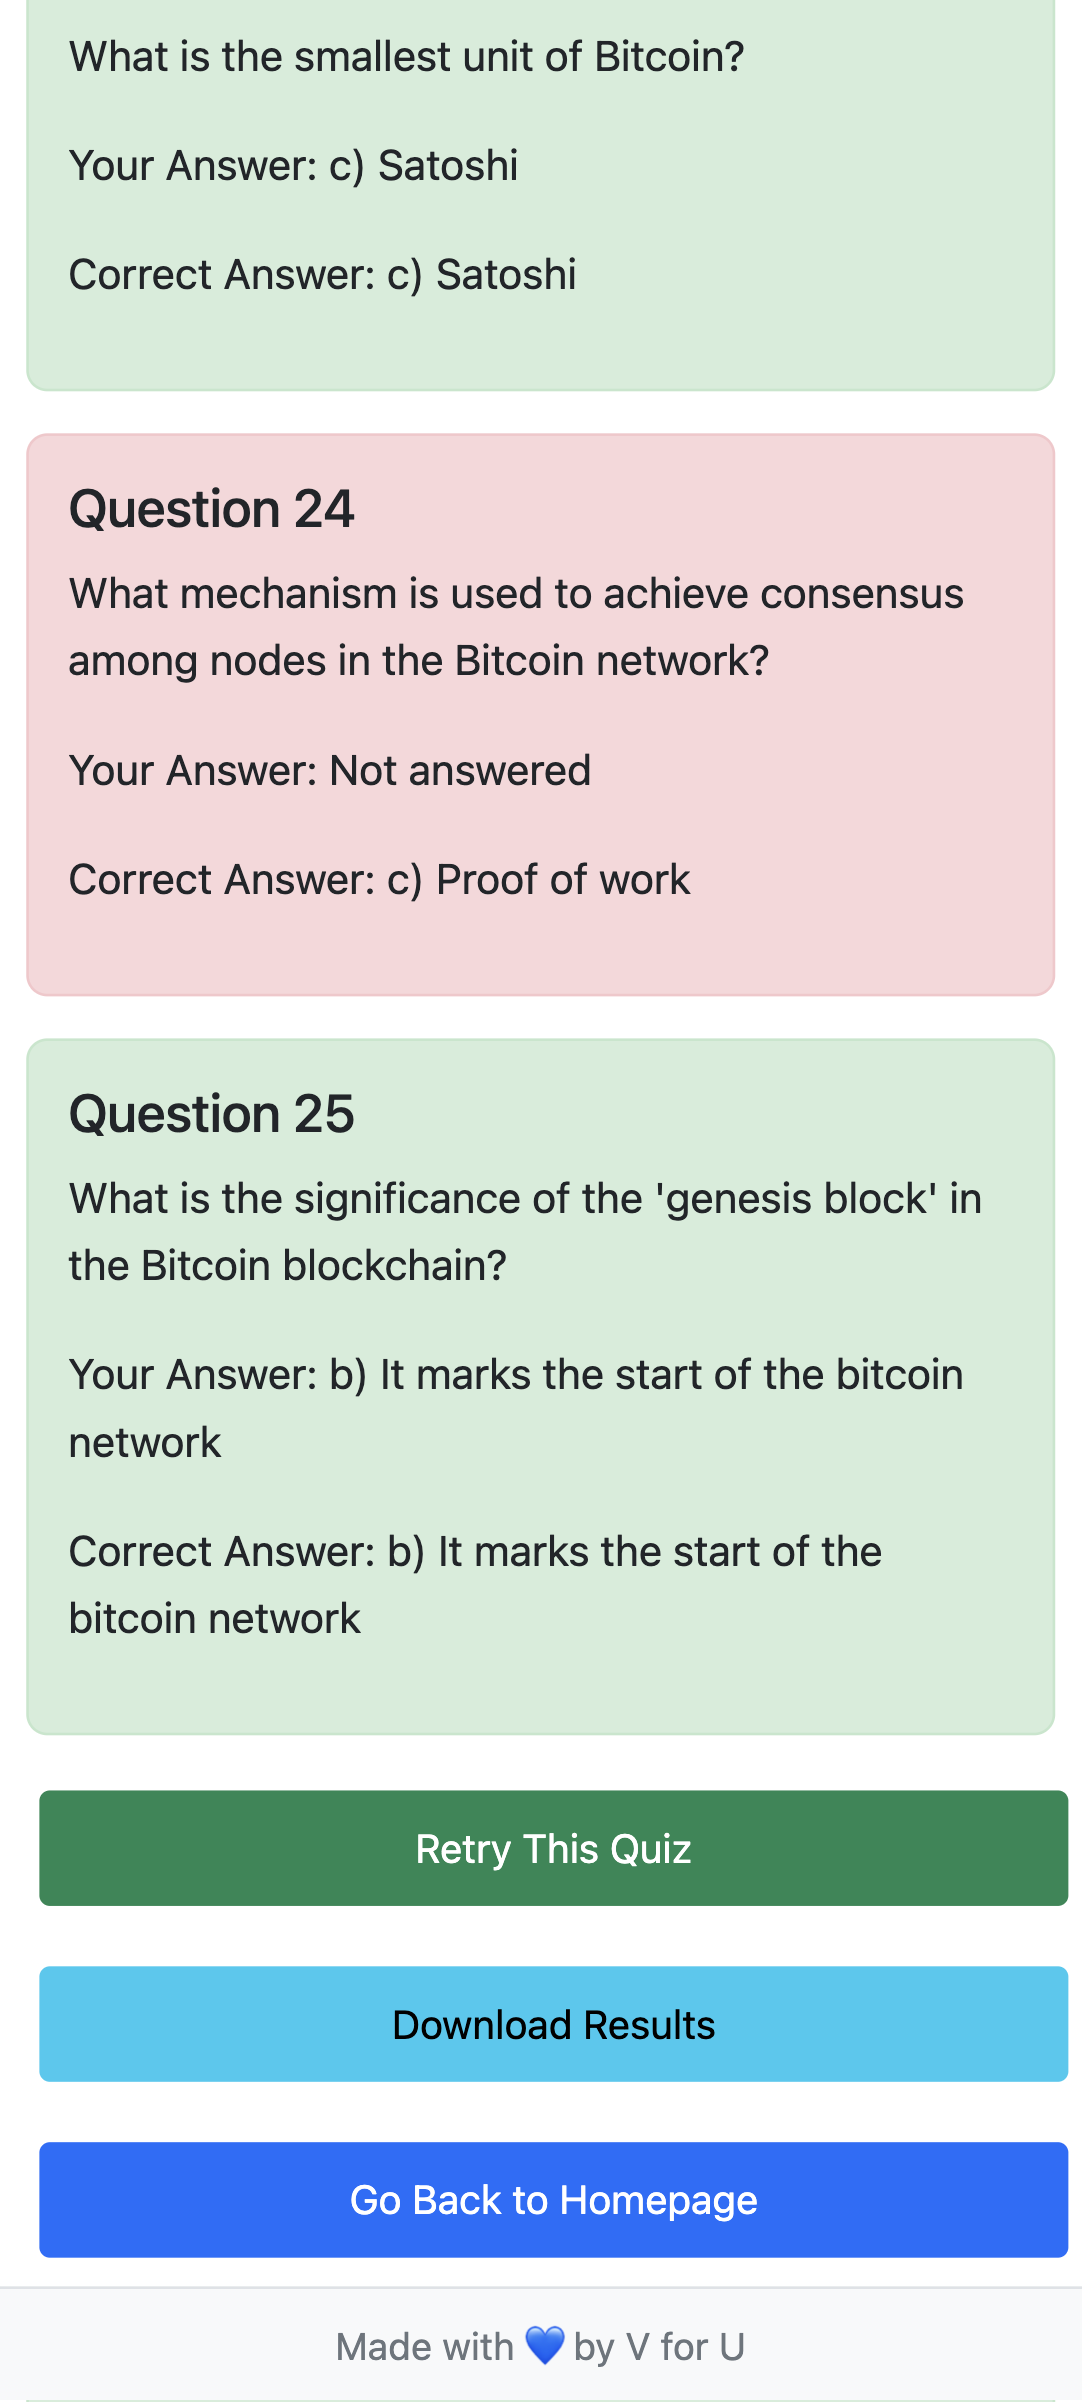 What is the smallest unit of Bitcoin?
Your Answer: c) Satoshi
Correct Answer: c) Satoshi
Question 24
What mechanism is used to achieve consensus
among nodes in the Bitcoin network?
Your Answer: Not answered
Correct Answer: c) Proof of work
Question 25
What is the significance of the 'genesis block' in
the Bitcoin blockchain?
Your Answer: b) It marks the start of the bitcoin
network
Correct Answer: b) It marks the start of the
bitcoin network
Retry This Quiz
Download Results
Go Back to Homepage
Made with 💙 by V for U